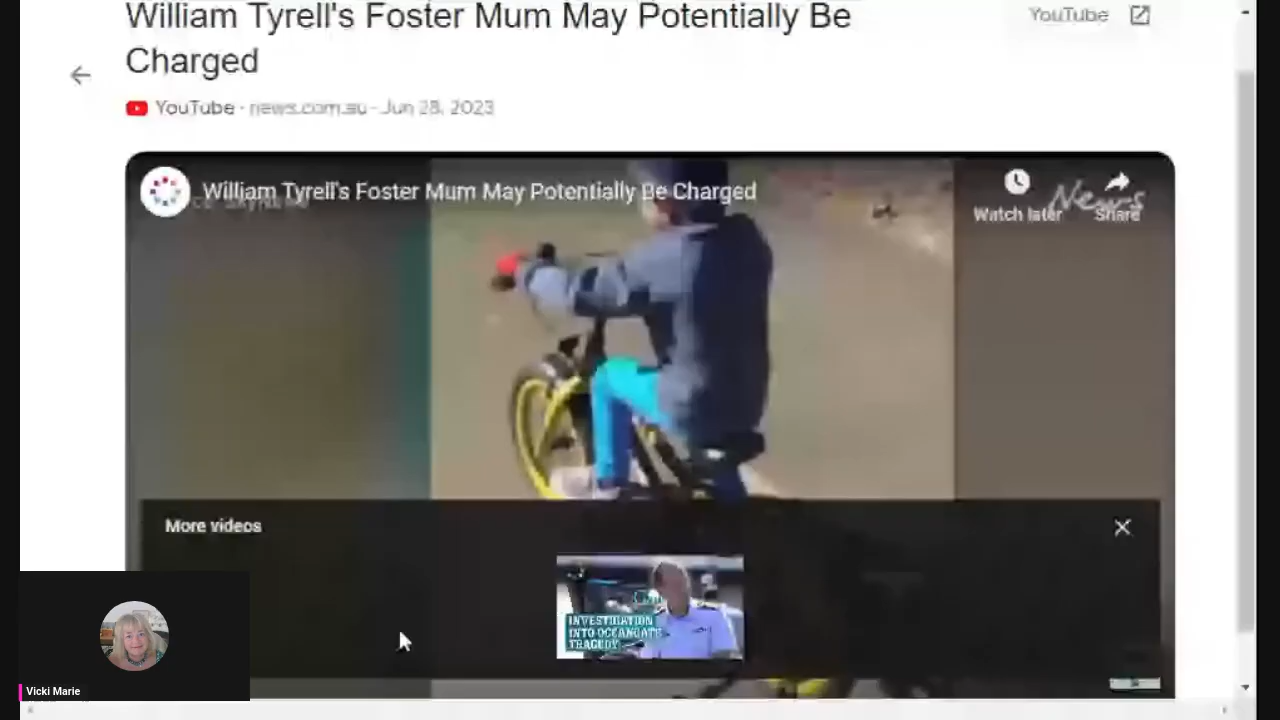 William Tyrell's Foster Mum May Potentially Be
Charged
YouTube
YouTube · news.com.au · Jun 28, 2023
William Tyrell's Foster Mum May Potentially Be Charged
News
Watch later
Share
More videos
INVESTIGATION
INTO OCEANGATE
TRAGEDY
Vicki Marie